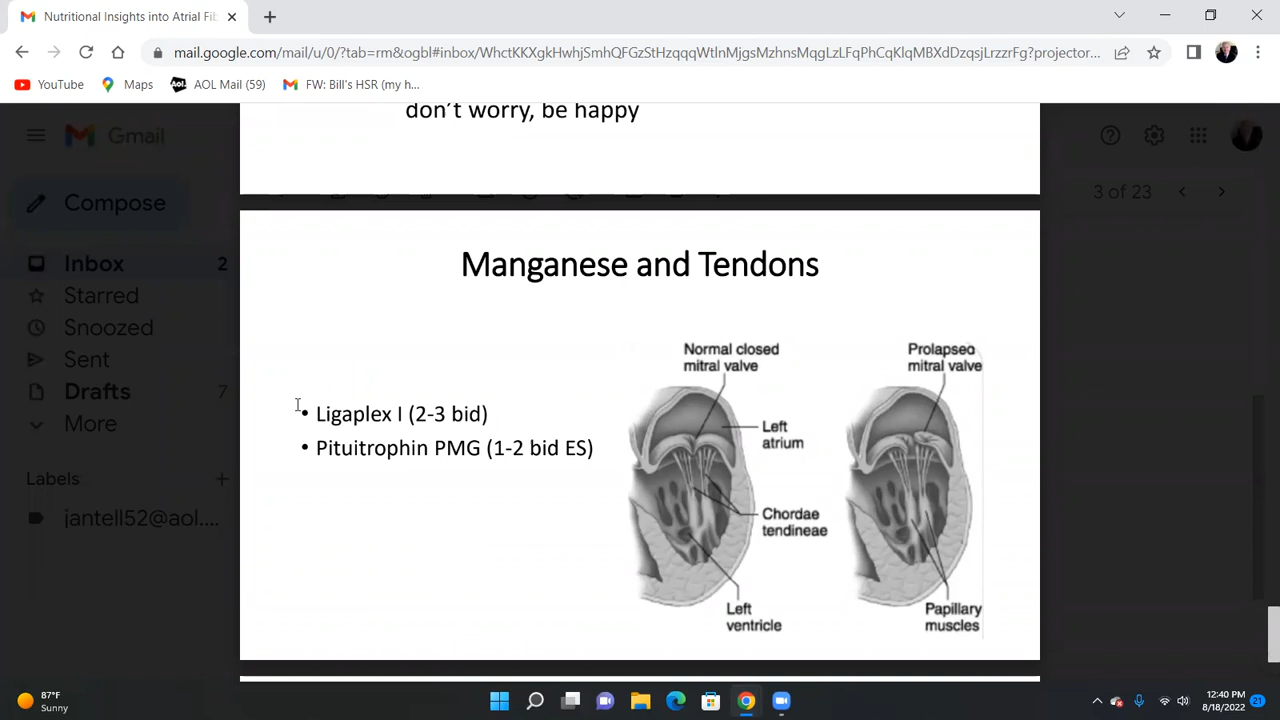 Nutritional Insights into Atrial Fib
mail.google.com/mail/u/0/?tab=rm&ogbl#inbox/WhctKKXgkHwhjSmhQFGzStHzqqqWtlnMjgsMzhnsMqgLzLFqPhCqKlqMBXdDzqsjLrzzrFg?projector...
YouTube
Maps
AOL Mail (59)
FW: Bill's HSR (my h...
don't worry, be happy
Gmail
Compose
3 of 23
Inbox 2
Starred
Snoozed
Sent
Drafts 7
More
Labels
jantell52@aol....
Manganese and Tendons
• Ligaplex I (2-3 bid)
• Pituitrophin PMG (1-2 bid ES)
Normal closed
mitral valve
Prolapsed
mitral valve
Left
atrium
Chordae
tendineae
Left
ventricle
Papillary
muscles
87°F
Sunny
12:40 PM
8/18/2022
21